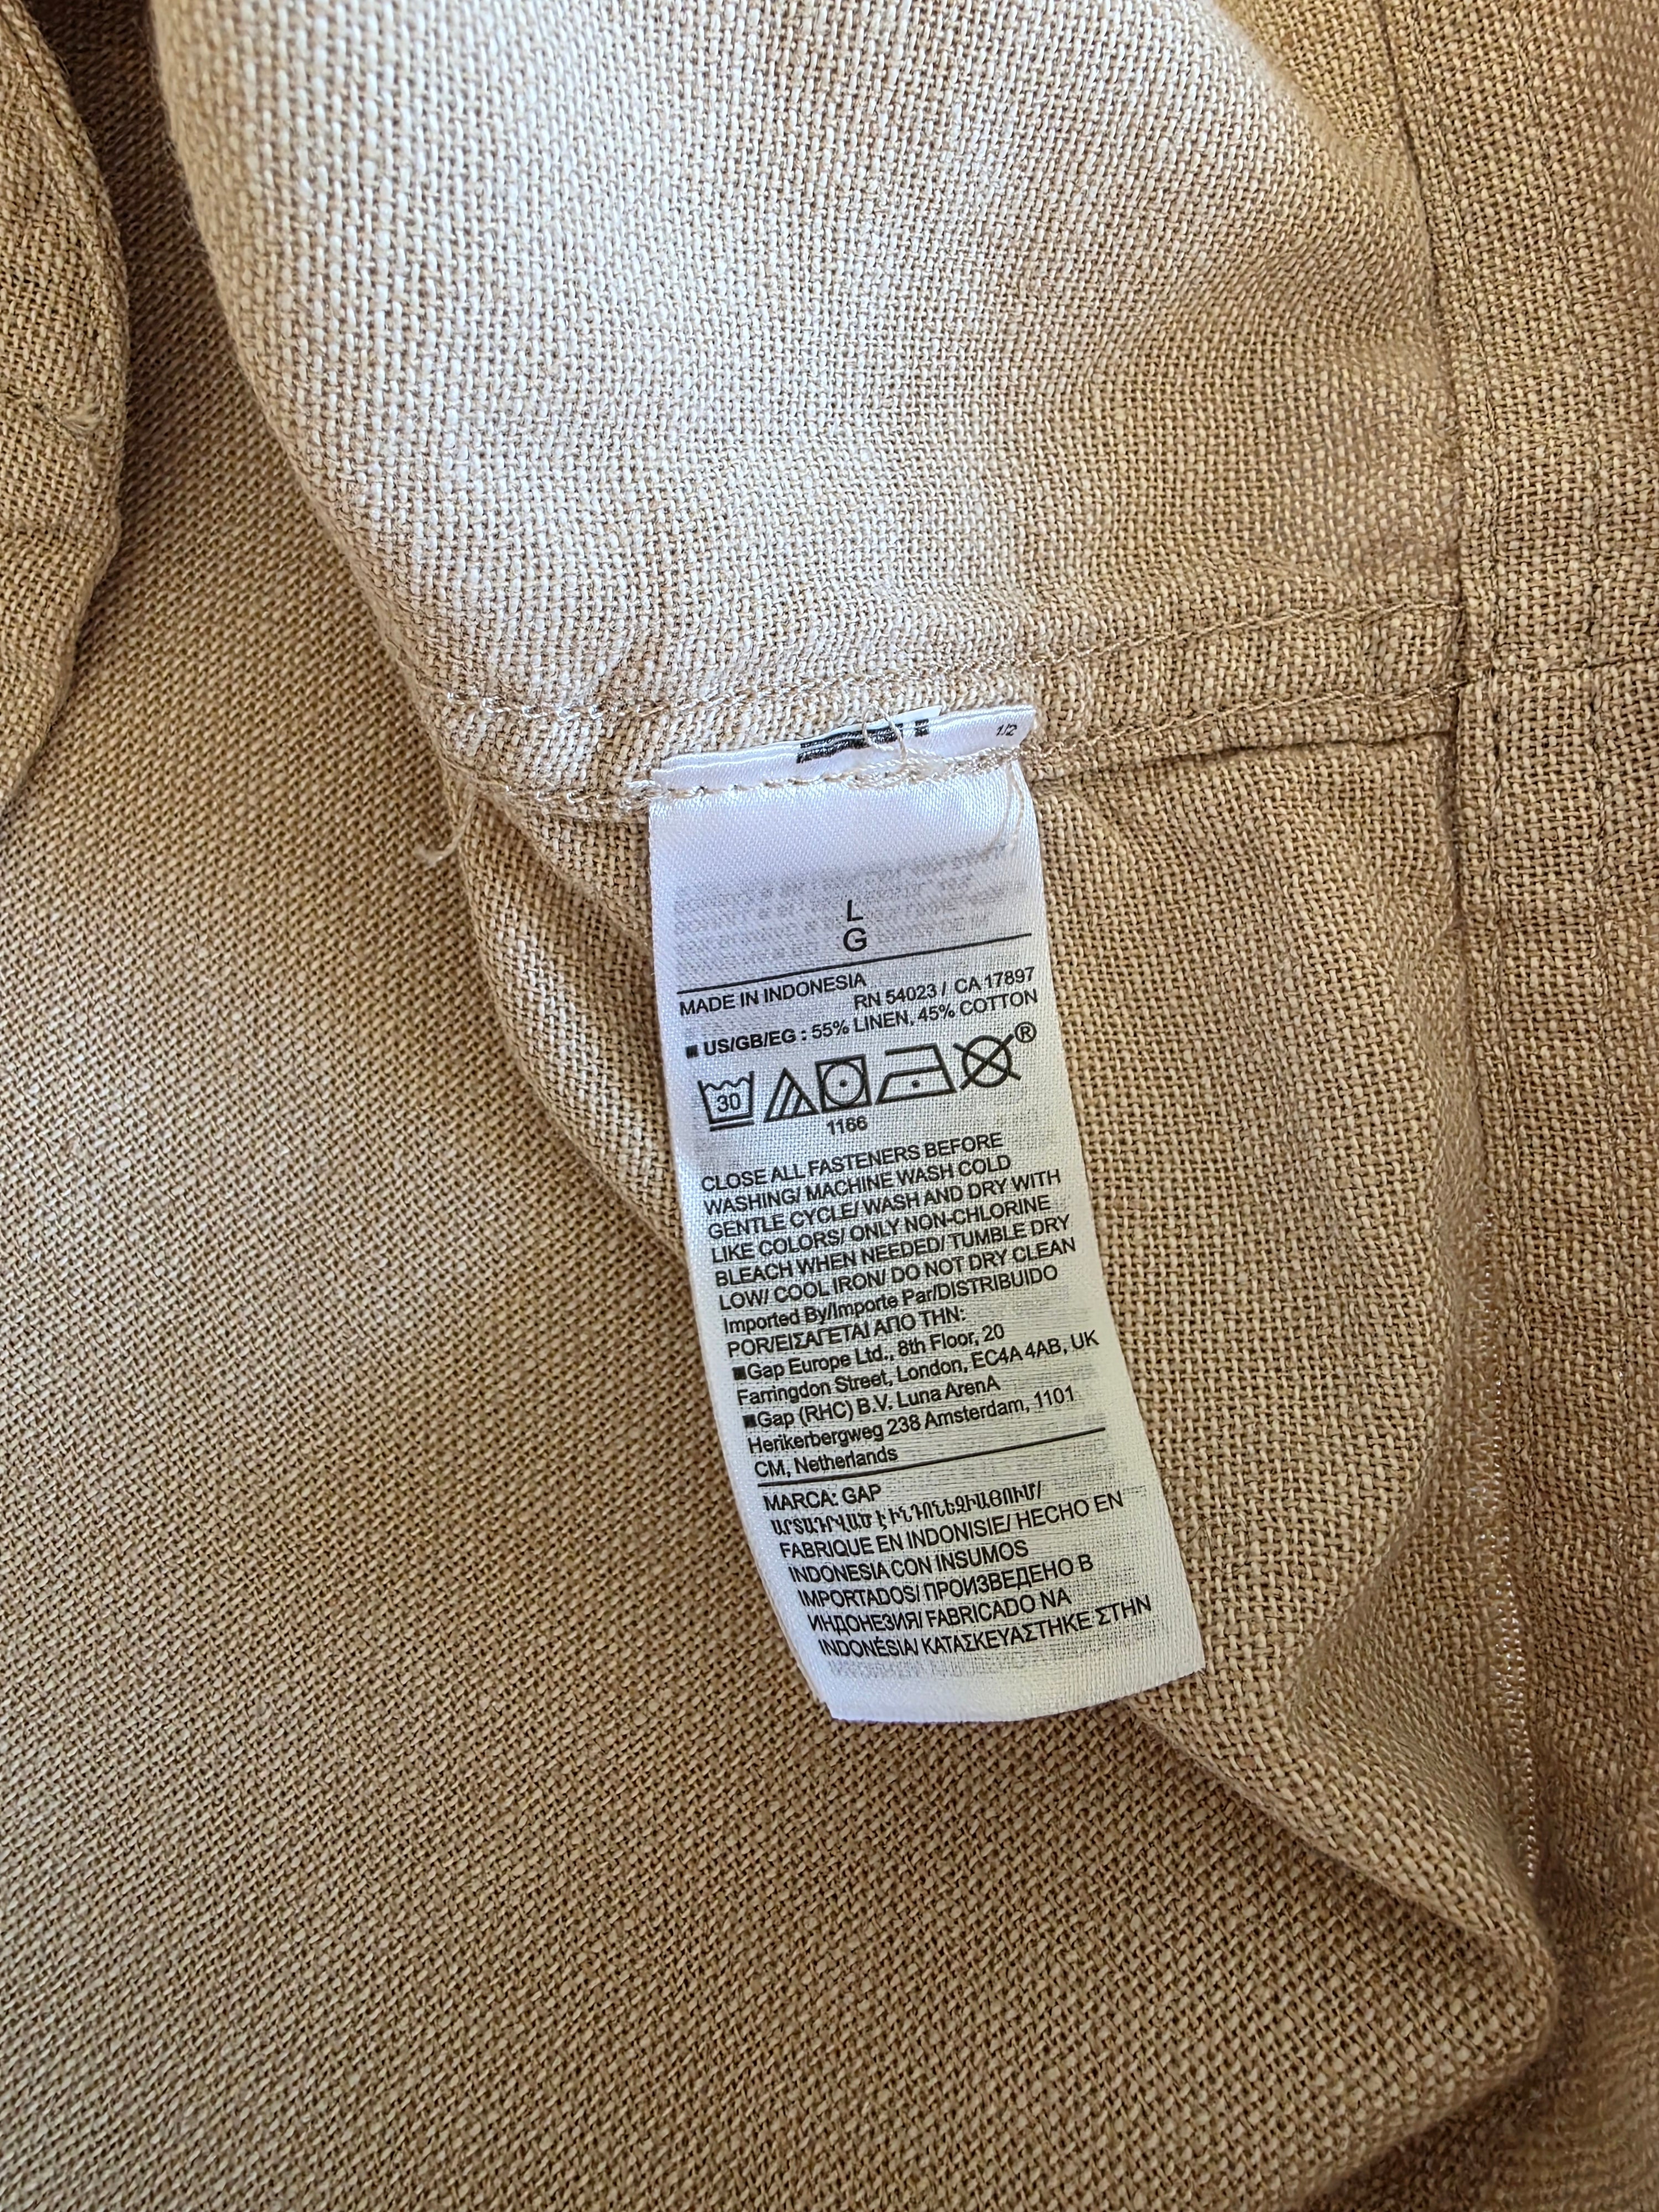 1/2
L
G
MADE IN INDONESIA
RN 54023 / CA 17897
■ US/GB/EG : 55% LINEN, 45% COTTON
30
®
1166
CLOSE ALL FASTENERS BEFORE
WASHING/ MACHINE WASH COLD
GENTLE CYCLE/ WASH AND DRY WITH
LIKE COLORS/ ONLY NON-CHLORINE
BLEACH WHEN NEEDED/ TUMBLE DRY
LOW/ COOL IRON/ DO NOT DRY CLEAN
Imported By/Importe Par/DISTRIBUIDO
POR/ΕΙΣΑΓΕΤΑΙ ΑΠΟ ΤΗΝ:
■Gap Europe Ltd., 8th Floor, 20
Farringdon Street, London, EC4A 4AB, UK
■Gap (RHC) B.V. Luna ArenA
Herikerbergweg 238 Amsterdam, 1101
CM, Netherlands
MARCA: GAP
ԱՐՏԱԴՐՎԱԾ Է ԻՆԴՈՆԵԶԻԱՅՈՒՄ/
FABRIQUE EN INDONISIE/ HECHO EN
INDONESIA CON INSUMOS
IMPORTADOS/ ПРОИЗВЕДЕНО В
ИНДОНЕЗИЯ/ FABRICADO NA
INDONÉSIA/ ΚΑΤΑΣΚΕΥΑΣΤΗΚΕ ΣΤΗΝ